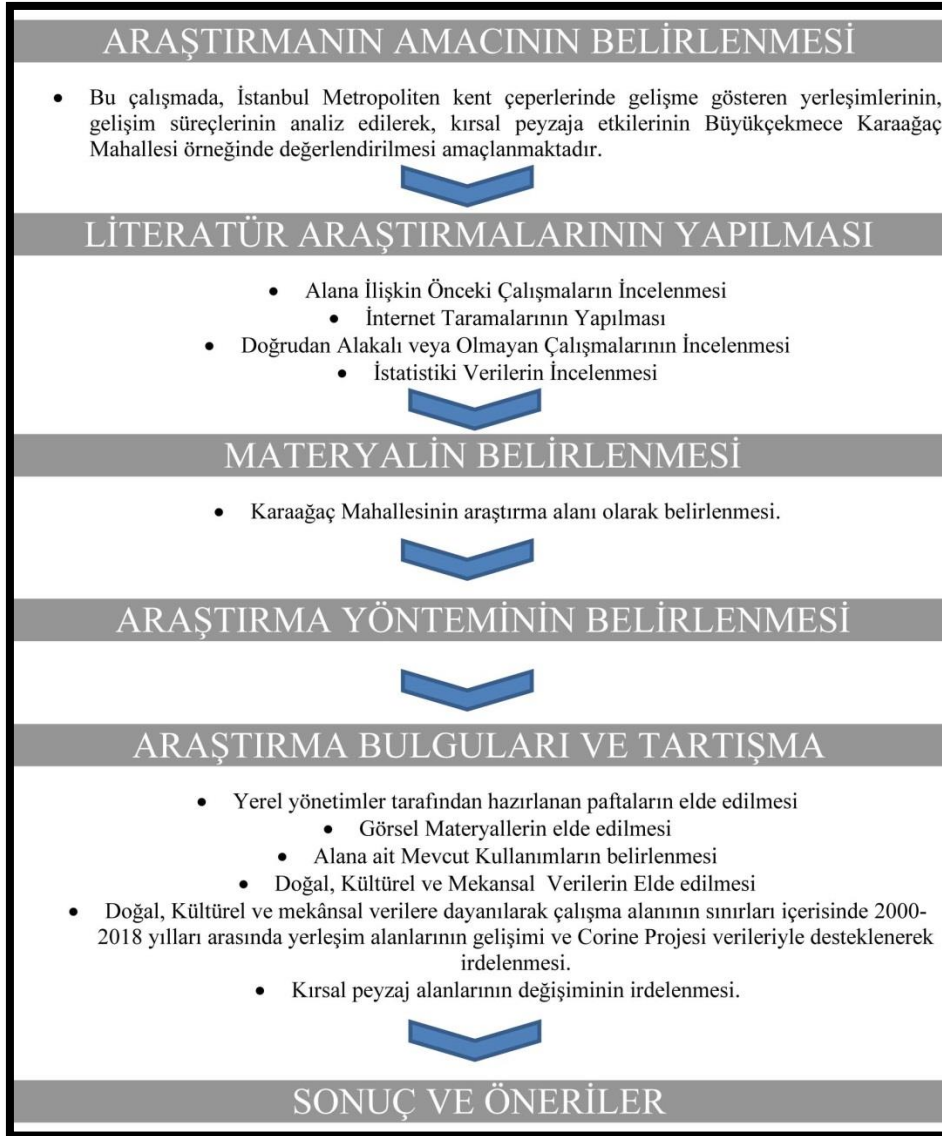 ARAŞTIRMANIN AMACININ BELİRLENMESİ
• Bu çalışmada, İstanbul Metropoliten kent çeperlerinde gelişme gösteren yerleşimlerinin,
gelişim süreçlerinin analiz edilerek, kırsal peyzaja etkilerinin Büyükçekmece Karaağaç
Mahallesi örneğinde değerlendirilmesi amaçlanmaktadır.
LİTERATÜR ARAŞTIRMALARININ YAPILMASI
• Alana İlişkin Önceki Çalışmaların İncelenmesi
• İnternet Taramalarının Yapılması
• Doğrudan Alakalı veya Olmayan Çalışmalarının İncelenmesi
• İstatistiki Verilerin İncelenmesi
MATERYALİN BELİRLENMESİ
• Karaağaç Mahallesinin araştırma alanı olarak belirlenmesi.
ARAŞTIRMA YÖNTEMİNİN BELİRLENMESİ
ARAŞTIRMA BULGULARI VE TARTIŞMA
• Yerel yönetimler tarafından hazırlanan paftaların elde edilmesi
• Görsel Materyallerin elde edilmesi
• Alana ait Mevcut Kullanımların belirlenmesi
• Doğal, Kültürel ve Mekansal Verilerin Elde edilmesi
• Doğal, Kültürel ve mekânsal verilere dayanılarak çalışma alanının sınırları içerisinde 2000-
2018 yılları arasında yerleşim alanlarının gelişimi ve Corine Projesi verileriyle desteklenerek
irdelenmesi.
• Kırsal peyzaj alanlarının değişiminin irdelenmesi.
SONUÇ VE ÖNERİLER